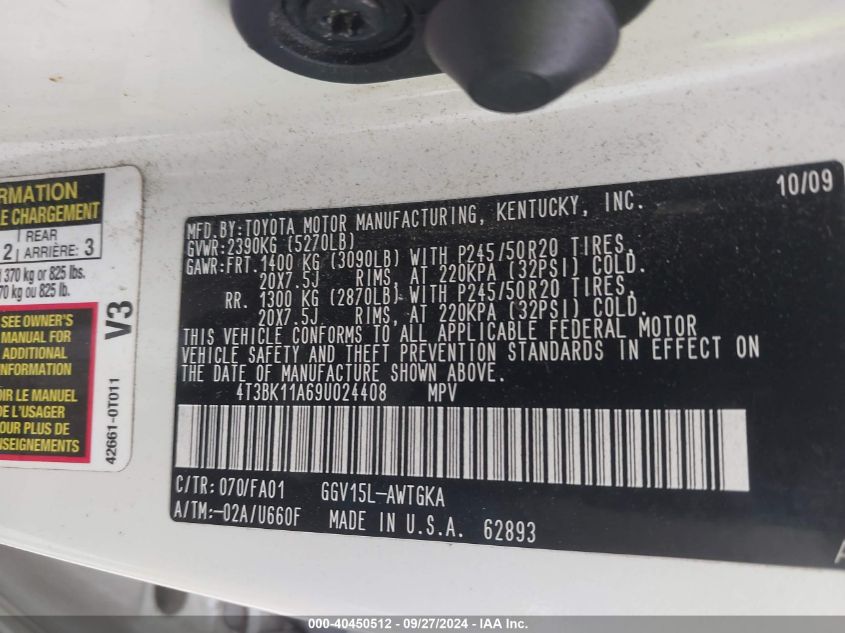 RMATION
E CHARGEMENT
2 REAR ARRIÈRE: 3
370 kg or 825 lbs.
70 kg ou 825 lb.
SEE OWNER'S
MANUAL FOR
ADDITIONAL
INFORMATION
OIR LE MANUEL
DE L'USAGER
POUR PLUS DE
NSEIGNEMENTS
V3
42661-0T011
10/09
MFD.BY:TOYOTA MOTOR MANUFACTURING, KENTUCKY, INC.
GVWR:2390KG (5270LB)
GAWR:FRT.1400 KG (3090LB) WITH P245/50R20 TIRES,
20X7.5J RIMS, AT 220KPA (32PSI) COLD.
RR. 1300 KG (2870LB) WITH P245/50R20 TIRES,
20X7.5J RIMS, AT 220KPA (32PSI) COLD.
THIS VEHICLE CONFORMS TO ALL APPLICABLE FEDERAL MOTOR
VEHICLE SAFETY AND THEFT PREVENTION STANDARDS IN EFFECT ON
THE DATE OF MANUFACTURE SHOWN ABOVE.
4T3BK11A69U024408 MPV
C/TR: 070/FA01 GGV15L-AWTGKA
A/TM:-02A/U660F MADE IN U.S.A. 62893
000-40450512 - 09/27/2024 - IAA Inc.